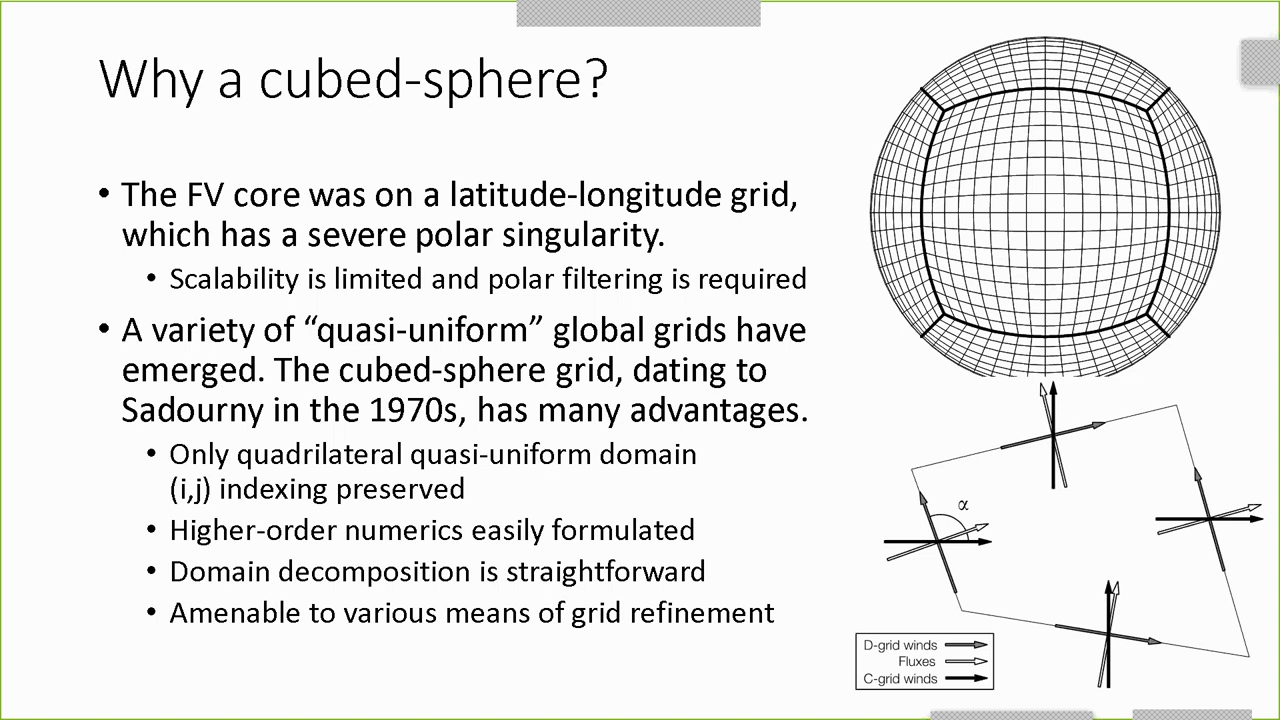 Why a cubed-sphere?
• The FV core was on a latitude-longitude grid,
which has a severe polar singularity.
• Scalability is limited and polar filtering is required
• A variety of “quasi-uniform” global grids have
emerged. The cubed-sphere grid, dating to
Sadourny in the 1970s, has many advantages.
• Only quadrilateral quasi-uniform domain
(i,j) indexing preserved
• Higher-order numerics easily formulated
• Domain decomposition is straightforward
• Amenable to various means of grid refinement
α
D-grid winds
Fluxes
C-grid winds